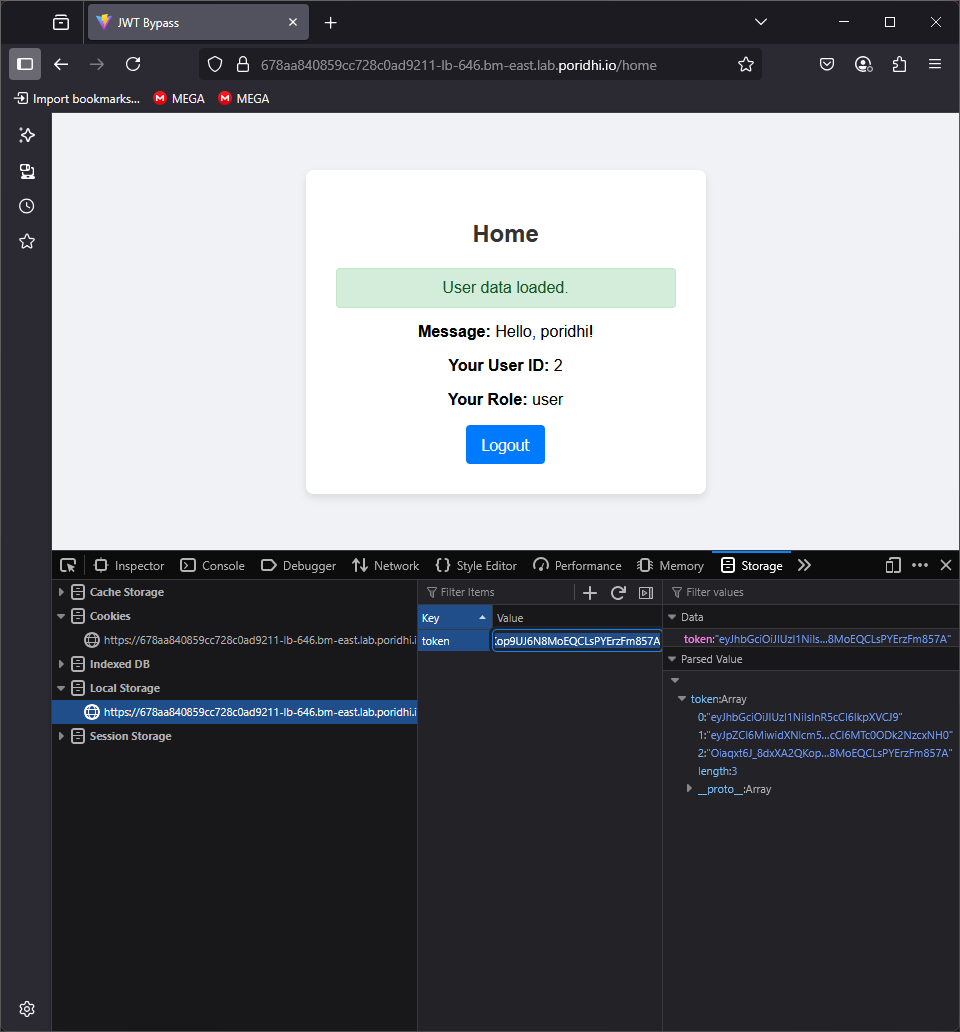 JWT Bypass
678aa840859cc728c0ad9211-lb-646.bm-east.lab.poridhi.io/home
Import bookmarks... MEGA MEGA
Home
User data loaded.
Message: Hello, poridhi!
Your User ID: 2
Your Role: user
Logout
Inspector Console Debugger Network Style Editor Performance Memory Storage
Cache Storage
Cookies
https://678aa840859cc728c0ad9211-lb-646.bm-east.lab.poridhi.i
Indexed DB
Local Storage
https://678aa840859cc728c0ad9211-lb-646.bm-east.lab.poridhi.i
Session Storage
Filter Items
Key Value
token op9UJ6N8MoEQCLsPYErzFm857A
Filter values
Data
token:"eyJhbGciOiJIUzI1NiIs...8MoEQCLsPYErzFm857A"
Parsed Value
token:Array
0:"eyJhbGciOiJIUzI1NiIsInR5cCI6IkpXVCJ9"
1:"eyJpZCI6MiwidXNlcm5...cCI6MTc0ODk2NzcxNH0"
2:"Oiaqxt6J_8dxXA2QKop...8MoEQCLsPYErzFm857A"
length:3
__proto__:Array